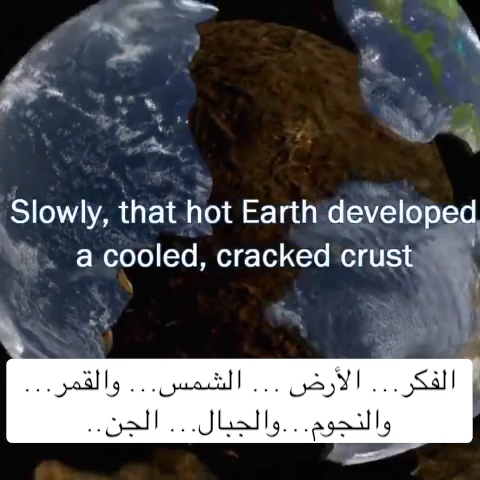 Slowly, that hot Earth developed
a cooled, cracked crust
الفكر... الأرض ... الشمس... والقمر...
والنجوم...والجبال... الجن..